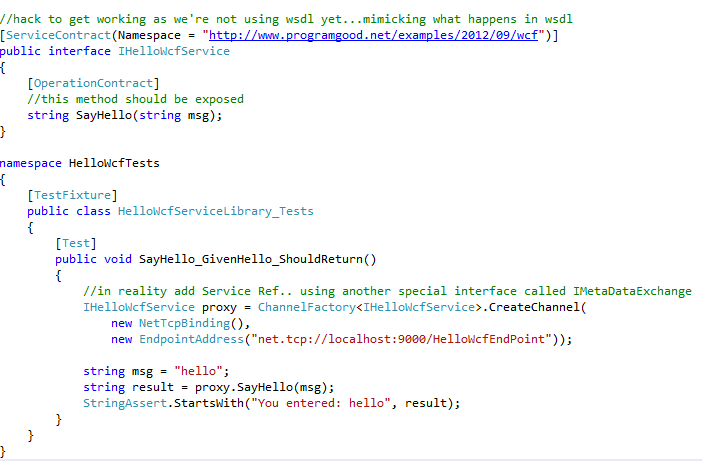 //hack to get working as we're not using wsdl yet...mimicking what happens in wsdl
[ServiceContract(Namespace = "http://www.programgood.net/examples/2012/09/wcf")]
public interface IHelloWcfService
{
    [OperationContract]
    //this method should be exposed
    string SayHello(string msg);
}

namespace HelloWcfTests
{
    [TestFixture]
    public class HelloWcfServiceLibrary_Tests
    {
        [Test]
        public void SayHello_GivenHello_ShouldReturn()
        {
            //in reality add Service Ref.. using another special interface called IMetaDataExchange
            IHelloWcfService proxy = ChannelFactory<IHelloWcfService>.CreateChannel(
                new NetTcpBinding(),
                new EndpointAddress("net.tcp://localhost:9000/HelloWcfEndPoint"));

            string msg = "hello";
            string result = proxy.SayHello(msg);
            StringAssert.StartsWith("You entered: hello", result);
        }
    }
}